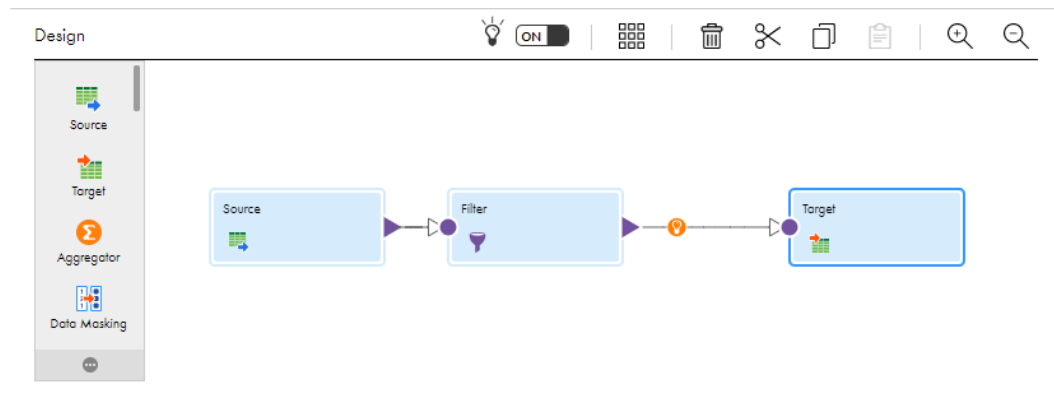 Design
ON
Source
Target
Aggregator
Data Masking
Source
Filter
Target